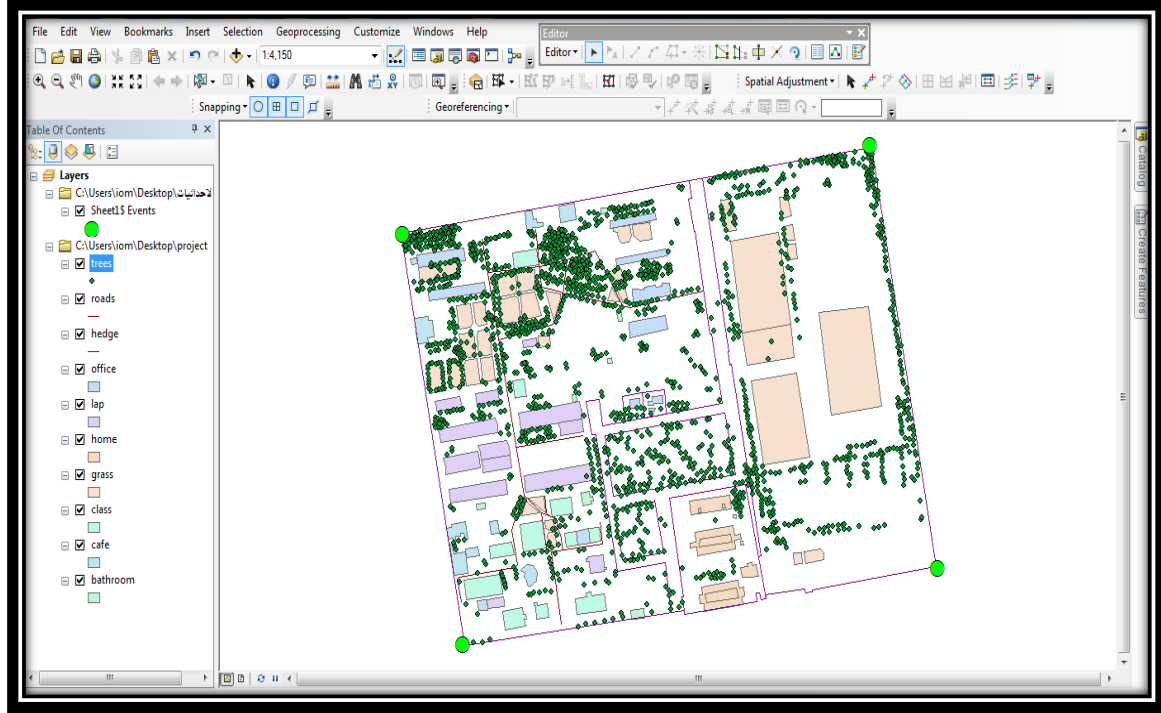 File Edit View Bookmarks Insert Selection Geoprocessing Customize Windows Help
Editor
1:4,150
Editor
Spatial Adjustment
Snapping
Georeferencing
Table Of Contents
Layers
C:\Users\iom\Desktop\لاحداثيات
Sheet1$ Events
C:\Users\iom\Desktop\project
trees
roads
hedge
office
lap
home
grass
class
cafe
bathroom
Catalog
Create Features